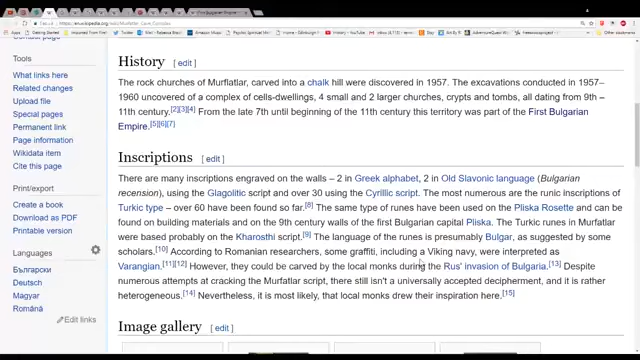 en.wikipedia.org/wiki/Murfatlar_Cave_Complex
Tools
What links here
Related changes
Upload file
Special pages
Permanent link
Page information
Wikidata item
Cite this page
Print/export
Create a book
Download as PDF
Printable version
Languages
Български
Deutsch
Magyar
Română
Edit links
History [ edit ]
The rock churches of Murflatlar, carved into a chalk hill were discovered in 1957. The excavations conducted in 1957–
1960 uncovered of a complex of cells-dwellings, 4 small and 2 larger churches, crypts and tombs, all dating from 9th –
11th century.[2][3][4] From the late 7th until beginning of the 11th century this territory was part of the First Bulgarian
Empire.[5][6][7]
Inscriptions [ edit ]
There are many inscriptions engraved on the walls – 2 in Greek alphabet, 2 in Old Slavonic language (Bulgarian
recension), using the Glagolitic script and over 30 using the Cyrillic script. The most numerous are the runic inscriptions of
Turkic type – over 60 have been found so far.[8] The same type of runes have been used on the Pliska Rosette and can be
found on building materials and on the 9th century walls of the first Bulgarian capital Pliska. The Turkic runes in Murfatlar
were based probably on the Kharosthi script.[9] The language of the runes is presumably Bulgar, as suggested by some
scholars.[10] According to Romanian researchers, some graffiti, including a Viking navy, were interpreted as
Varangian.[11][12] However, they could be carved by the local monks during the Rus' invasion of Bulgaria.[13] Despite
numerous attempts at cracking the Murfatlar script, there still isn't a universally accepted decipherment, and it is rather
heterogeneous.[14] Nevertheless, it is most likely, that local monks drew their inspiration here.[15]
Image gallery [ edit ]